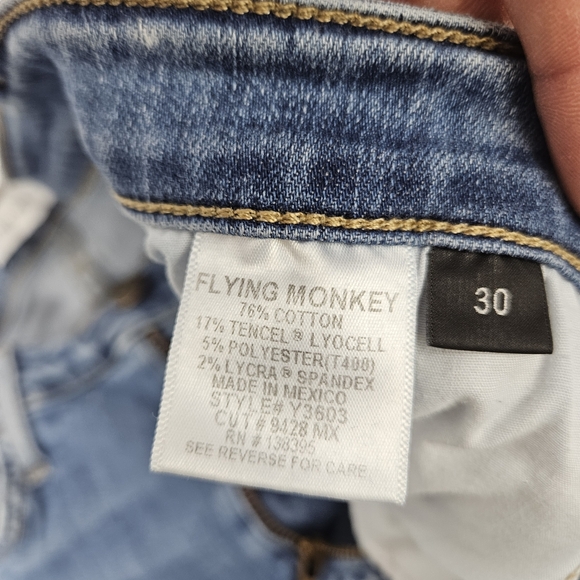 FLYING MONKEY
76% COTTON
17% TENCEL® LYOCELL
5% POLYESTER(T400)
2% LYCRA® SPANDEX
MADE IN MEXICO
STYLE# Y3603
CUT# 9428 MX
RN # 138395
SEE REVERSE FOR CARE
30